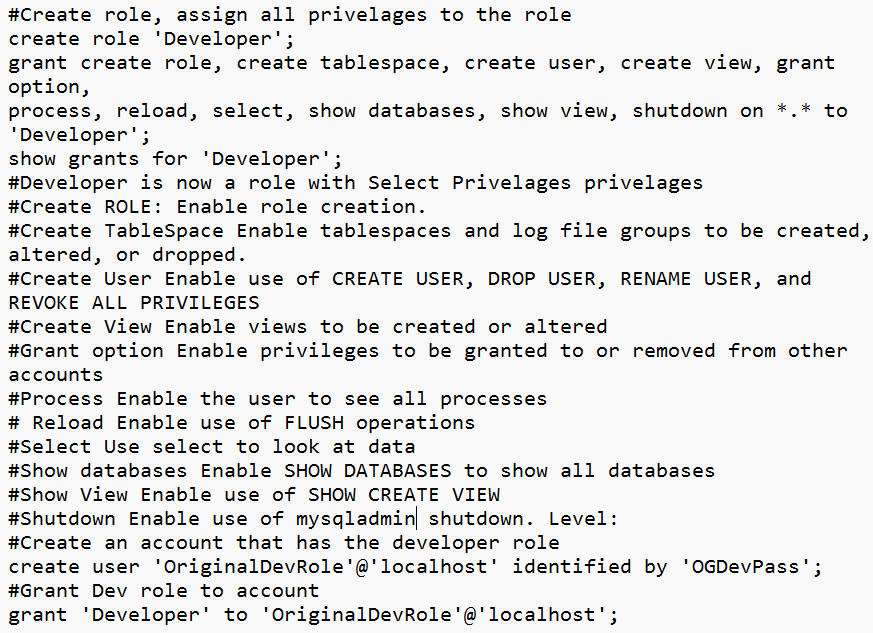 #Create role, assign all privelages to the role
create role 'Developer';
grant create role, create tablespace, create user, create view, grant
option,
process, reload, select, show databases, show view, shutdown on *.* to
'Developer';
show grants for 'Developer';
#Developer is now a role with Select Privelages privelages
#Create ROLE: Enable role creation.
#Create TableSpace Enable tablespaces and log file groups to be created,
altered, or dropped.
#Create User Enable use of CREATE USER, DROP USER, RENAME USER, and
REVOKE ALL PRIVILEGES
#Create View Enable views to be created or altered
#Grant option Enable privileges to be granted to or removed from other
accounts
#Process Enable the user to see all processes
# Reload Enable use of FLUSH operations
#Select Use select to look at data
#Show databases Enable SHOW DATABASES to show all databases
#Show View Enable use of SHOW CREATE VIEW
#Shutdown Enable use of mysqladmin shutdown. Level:
#Create an account that has the developer role
create user 'OriginalDevRole'@'localhost' identified by 'OGDevPass';
#Grant Dev role to account
grant 'Developer' to 'OriginalDevRole'@'localhost';